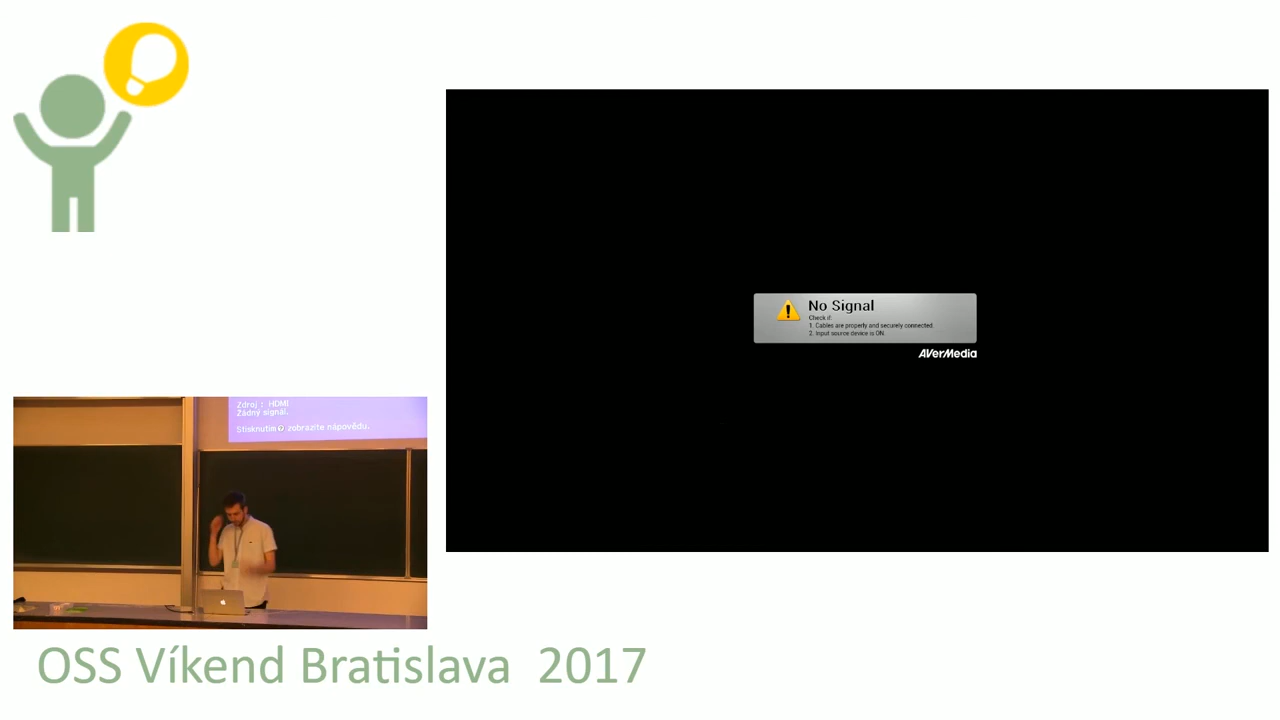 No Signal
Check if:
1. Cables are properly and securely connected.
2. Input source device is ON.
AVerMedia
Zdroj : HDMI
Žádný signál.
Stisknutím ? zobrazíte nápovědu.
OSS Víkend Bratislava 2017